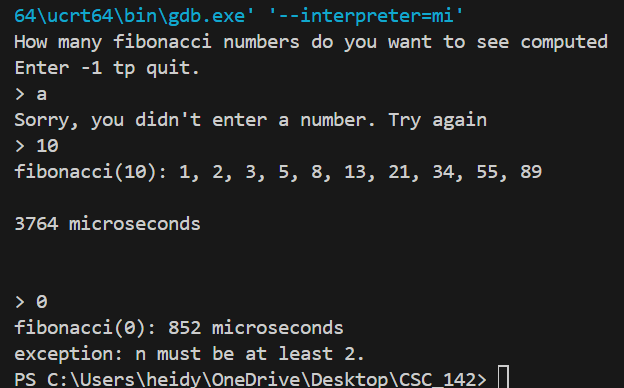 64\ucrt64\bin\gdb.exe' '--interpreter=mi'
How many fibonacci numbers do you want to see computed
Enter -1 tp quit.
> a
Sorry, you didn't enter a number. Try again
> 10
fibonacci(10): 1, 2, 3, 5, 8, 13, 21, 34, 55, 89
3764 microseconds
> 0
fibonacci(0): 852 microseconds
exception: n must be at least 2.
PS C:\Users\heidy\OneDrive\Desktop\CSC_142>